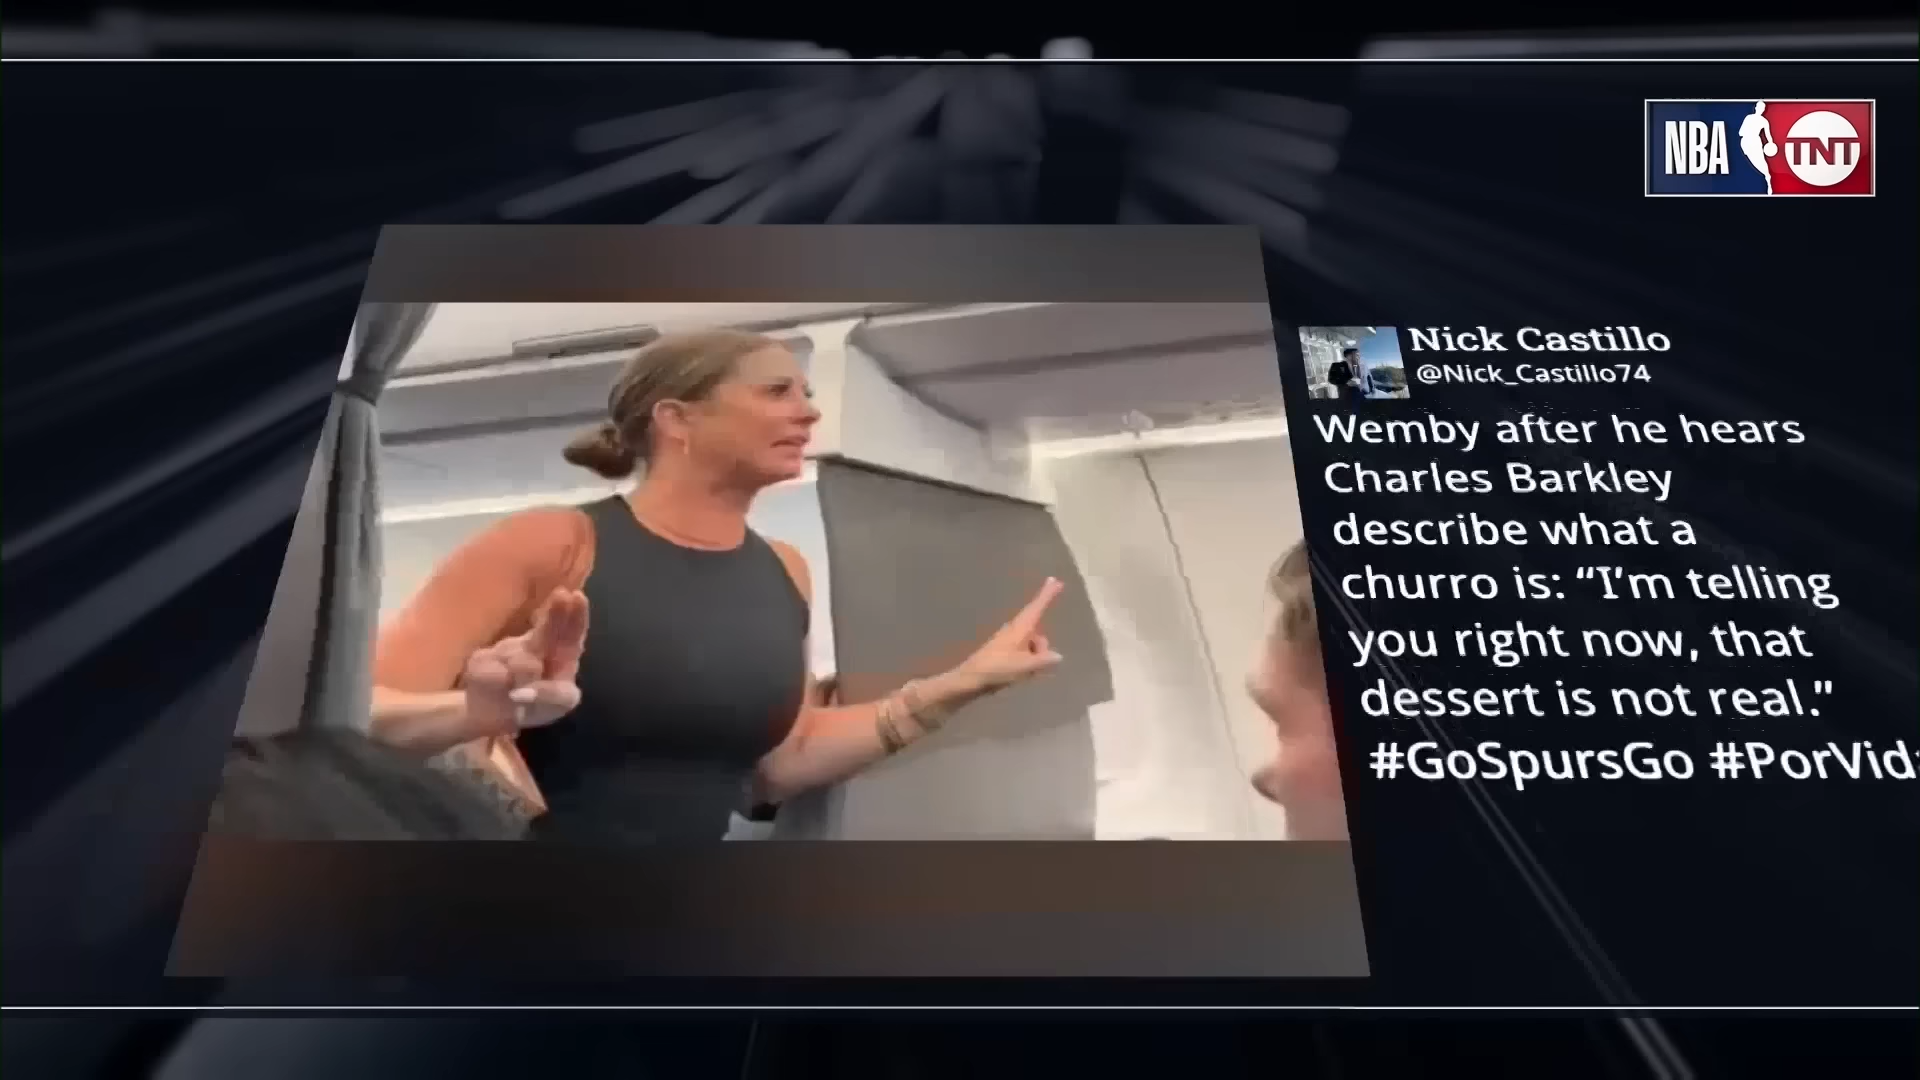 NBA TNT
Nick Castillo
@Nick_Castillo74
Wemby after he hears
Charles Barkley
describe what a
churro is: “I'm telling
you right now, that
dessert is not real."
#GoSpursGo #PorVid